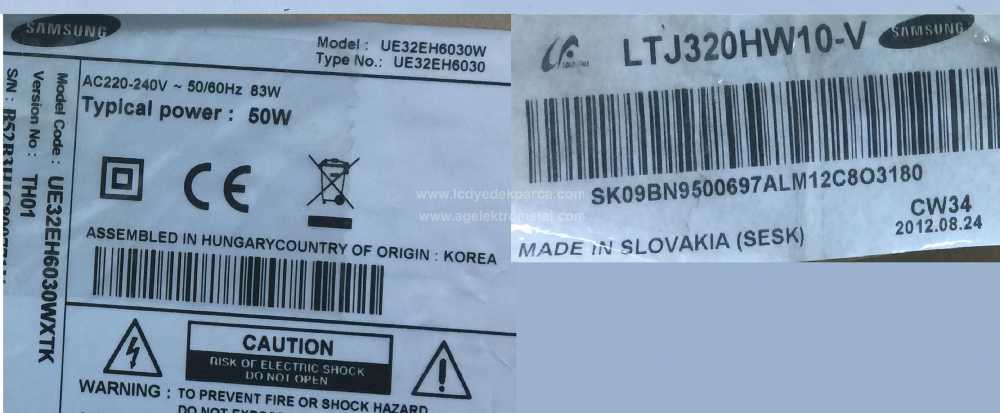 SAMSUNG
Model : UE32EH6030W
Type No.: UE32EH6030
AC220-240V ~ 50/60Hz 83W
Typical power : 50W
Model Code: UE32EH6030WXTK
Version No : TH01
S/N :
ASSEMBLED IN HUNGARYCOUNTRY OF ORIGIN : KOREA
CAUTION
RISK OF ELECTRIC SHOCK
DO NOT OPEN
WARNING : TO PREVENT FIRE OR SHOCK HAZARD
DO NOT
LTJ320HW10-V
SAMSUNG
SK09BN9500697ALM12C8O3180
CW34
2012.08.24
MADE IN SLOVAKIA (SESK)
www.lcdyedekparca.com
www.agelektrometal.com